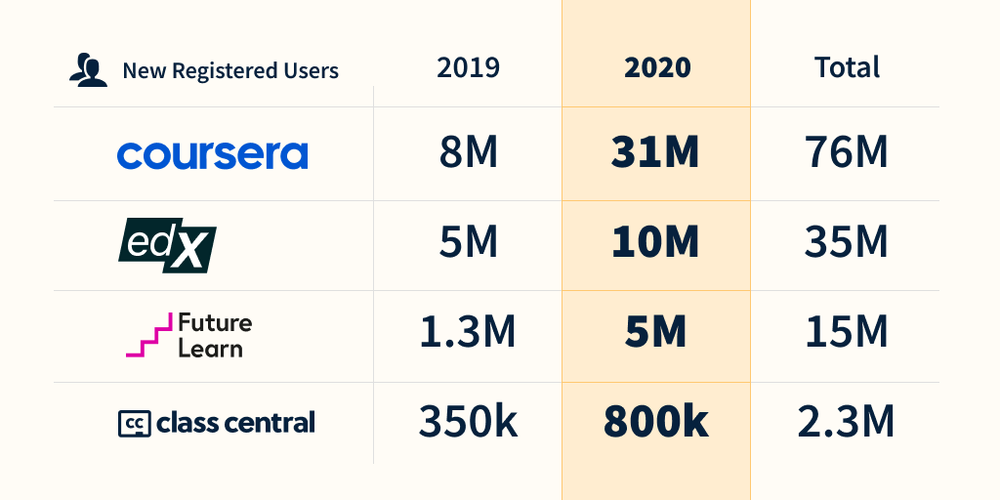 New Registered Users 2019 2020 Total
coursera 8M 31M 76M
edX 5M 10M 35M
Future
Learn 1.3M 5M 15M
cc class central 350k 800k 2.3M